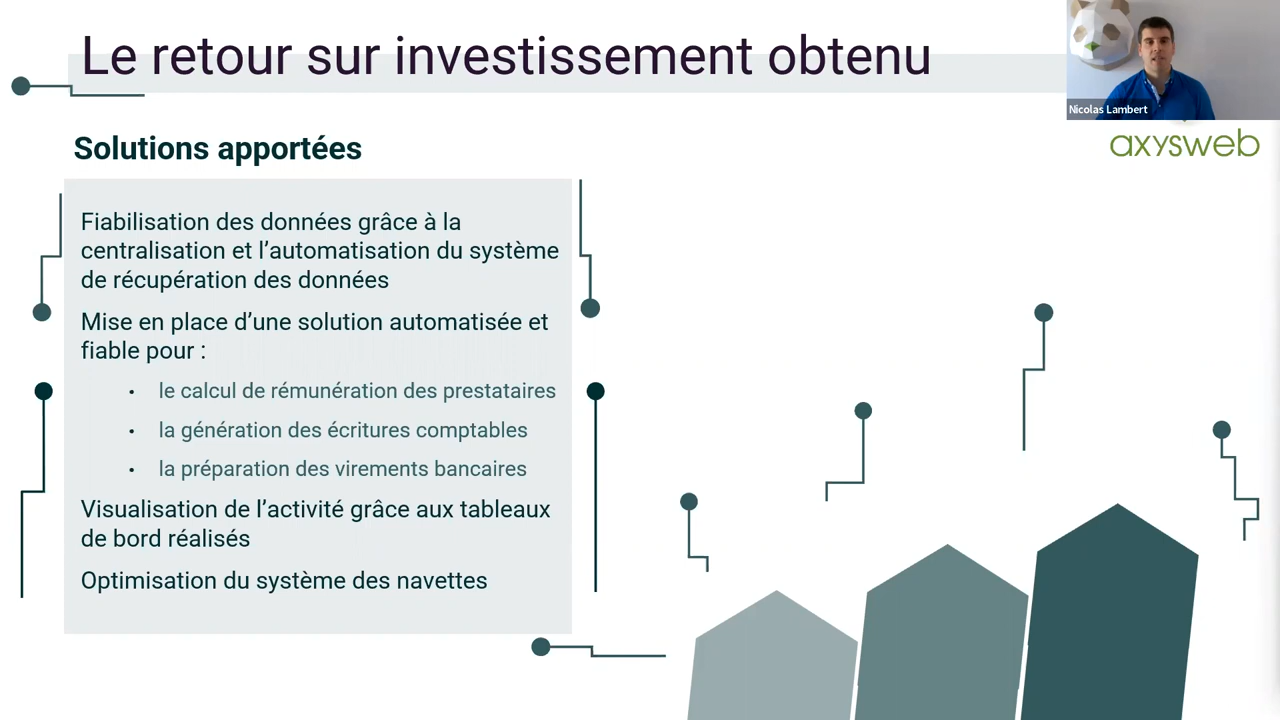 Le retour sur investissement obtenu
Nicolas Lambert
axysweb
Solutions apportées
Fiabilisation des données grâce à la
centralisation et l’automatisation du système
de récupération des données
Mise en place d’une solution automatisée et
fiable pour :
• le calcul de rémunération des prestataires
• la génération des écritures comptables
• la préparation des virements bancaires
Visualisation de l’activité grâce aux tableaux
de bord réalisés
Optimisation du système des navettes